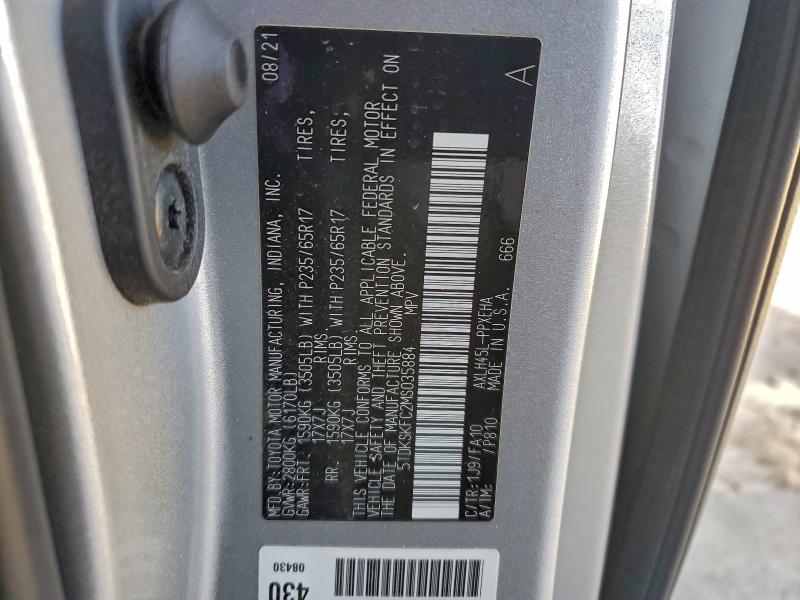 MFD.BY:TOYOTA MOTOR MANUFACTURING, INDIANA, INC. 08/21
GVWR:2800KG (6170LB)
GAWR:FRT. 1590KG (3505LB) WITH P235/65R17 TIRES,
17X7J RIMS
RR. 1590KG (3505LB) WITH P235/65R17 TIRES,
17X7J RIMS
THIS VEHICLE CONFORMS TO ALL APPLICABLE FEDERAL MOTOR
VEHICLE SAFETY AND THEFT PREVENTION STANDARDS IN EFFECT ON
THE DATE OF MANUFACTURE SHOWN ABOVE.
5TDKSKFC2MS035884 MPV
C/TR:1J9/FA10 AXLH45L-PPXEHA 666
A/TM: /P810 MADE IN U.S.A. A
430
08430